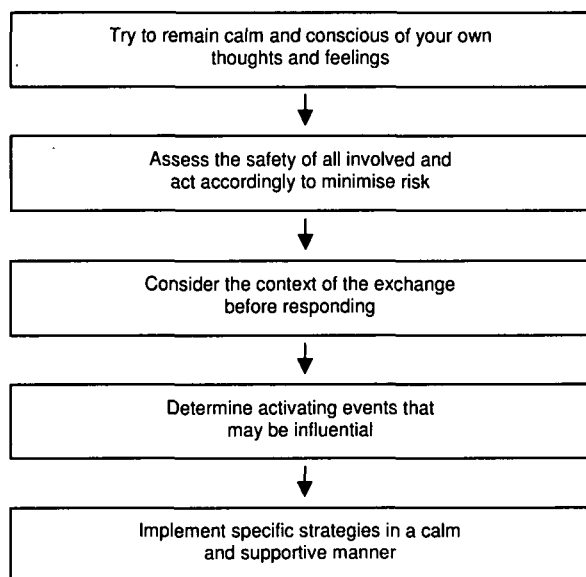 Try to remain calm and conscious of your own
thoughts and feelings
Assess the safety of all involved and
act accordingly to minimise risk
Consider the context of the exchange
before responding
Determine activating events that
may be influential
Implement specific strategies in a calm
and supportive manner